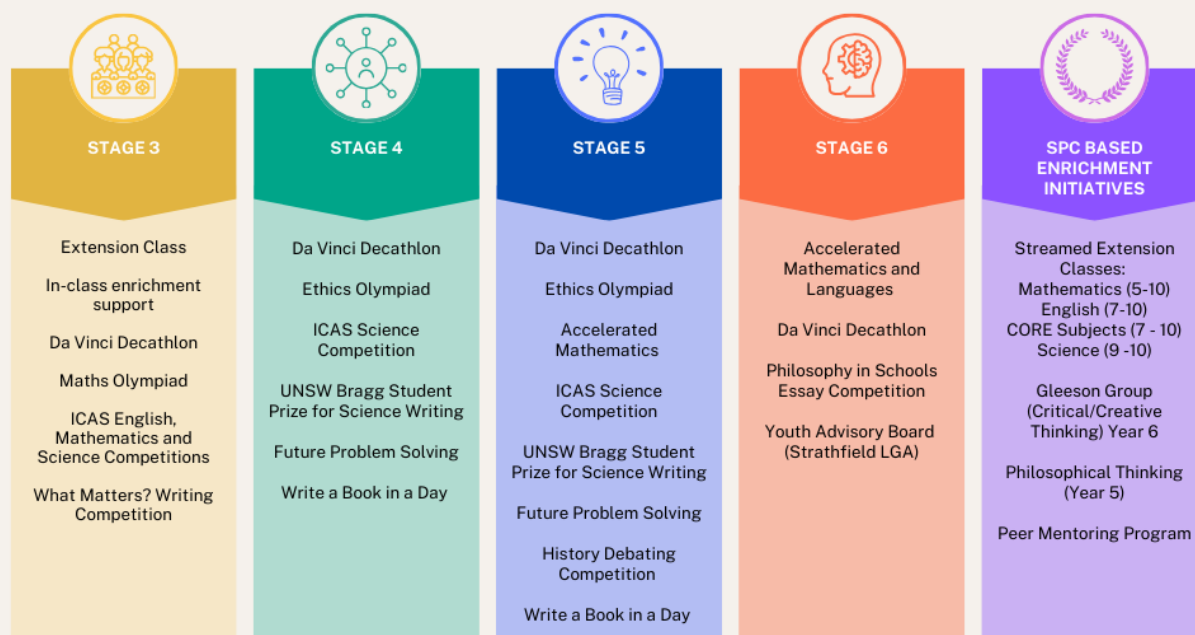 STAGE 3
Extension Class
In-class enrichment
support
Da Vinci Decathlon
Maths Olympiad
ICAS English,
Mathematics and
Science Competitions
What Matters? Writing
Competition
STAGE 4
Da Vinci Decathlon
Ethics Olympiad
ICAS Science
Competition
UNSW Bragg Student
Prize for Science Writing
Future Problem Solving
Write a Book in a Day
STAGE 5
Da Vinci Decathlon
Ethics Olympiad
Accelerated
Mathematics
ICAS Science
Competition
UNSW Bragg Student
Prize for Science Writing
Future Problem Solving
History Debating
Competition
Write a Book in a Day
STAGE 6
Accelerated
Mathematics and
Languages
Da Vinci Decathlon
Philosophy in Schools
Essay Competition
Youth Advisory Board
(Strathfield LGA)
SPC BASED
ENRICHMENT
INITIATIVES
Streamed Extension
Classes:
Mathematics (5-10)
English (7-10)
CORE Subjects (7 - 10)
Science (9 -10)
Gleeson Group
(Critical/Creative
Thinking) Year 6
Philosophical Thinking
(Year 5)
Peer Mentoring Program